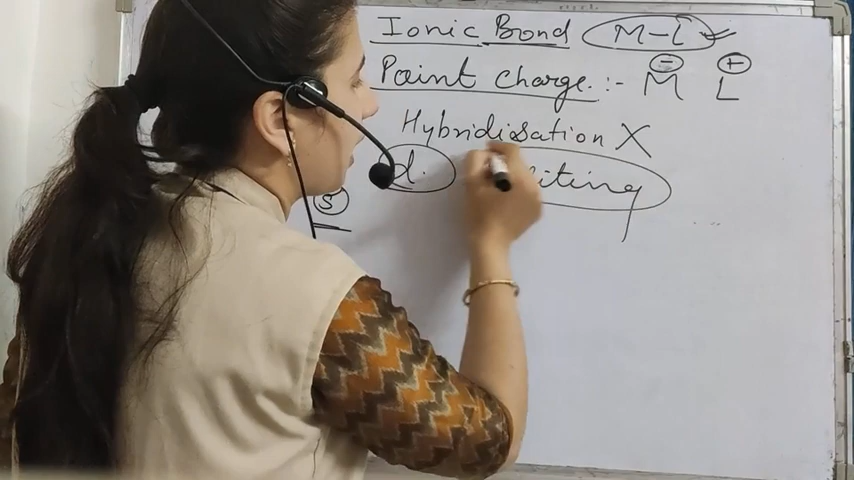 Ionic Bond M-L
Point charge :- M⊖ L⊕
Hybridisation X
d.
S